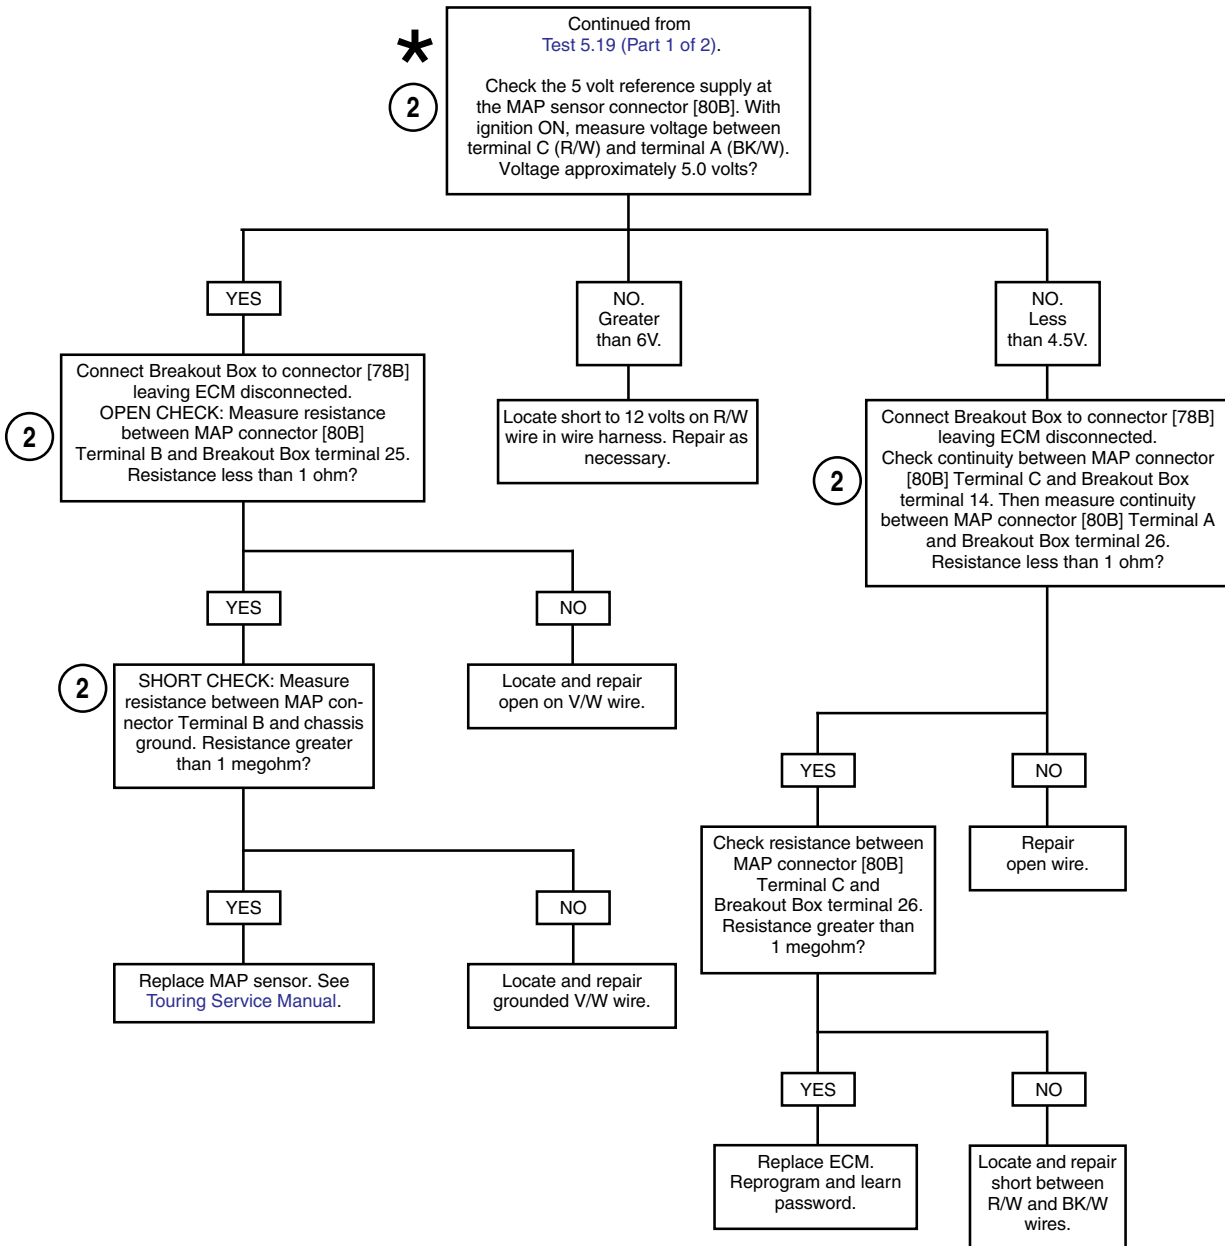 Continued from
Test 5.19 (Part 1 of 2).
Check the 5 volt reference supply at
the MAP sensor connector [80B]. With
ignition ON, measure voltage between
terminal C (R/W) and terminal A (BK/W).
Voltage approximately 5.0 volts?
*
2
YES
NO.
Greater
than 6V.
NO.
Less
than 4.5V.
Connect Breakout Box to connector [78B]
leaving ECM disconnected.
OPEN CHECK: Measure resistance
between MAP connector [80B]
Terminal B and Breakout Box terminal 25.
Resistance less than 1 ohm?
2
Locate short to 12 volts on R/W
wire in wire harness. Repair as
necessary.
Connect Breakout Box to connector [78B]
leaving ECM disconnected.
Check continuity between MAP connector
[80B] Terminal C and Breakout Box
terminal 14. Then measure continuity
between MAP connector [80B] Terminal A
and Breakout Box terminal 26.
Resistance less than 1 ohm?
2
YES
NO
SHORT CHECK: Measure
resistance between MAP con-
nector Terminal B and chassis
ground. Resistance greater
than 1 megohm?
2
Locate and repair
open on V/W wire.
YES
NO
Check resistance between
MAP connector [80B]
Terminal C and
Breakout Box terminal 26.
Resistance greater than
1 megohm?
Repair
open wire.
YES
NO
Replace MAP sensor. See
Touring Service Manual.
Locate and repair
grounded V/W wire.
YES
NO
Replace ECM.
Reprogram and learn
password.
Locate and repair
short between
R/W and BK/W
wires.